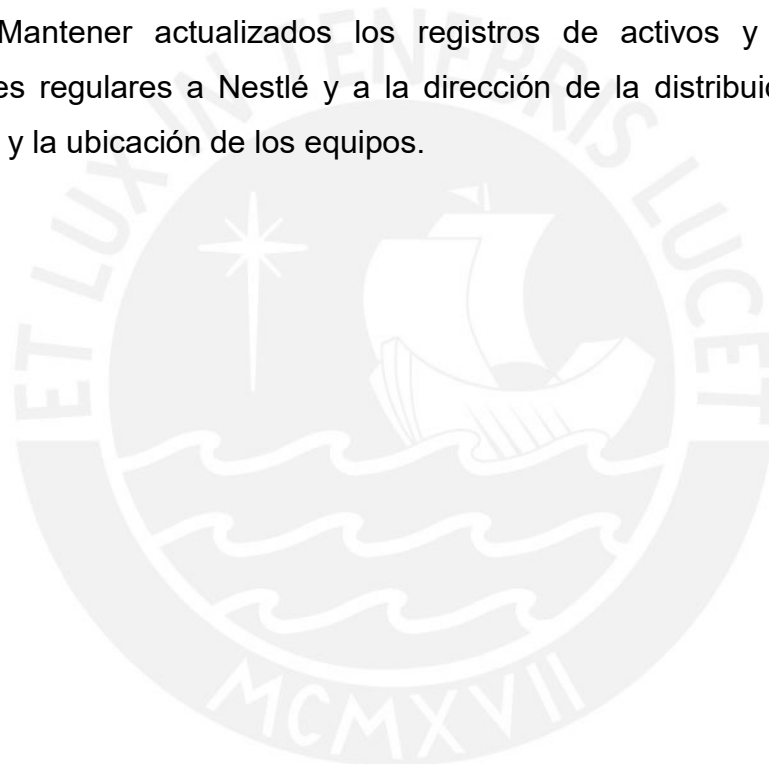 Mantener actualizados los registros de activos y
es regulares a Nestlé y a la dirección de la distribui
y la ubicación de los equipos.
ET LUX IN TENEBRIS LUCET
MCMXVII